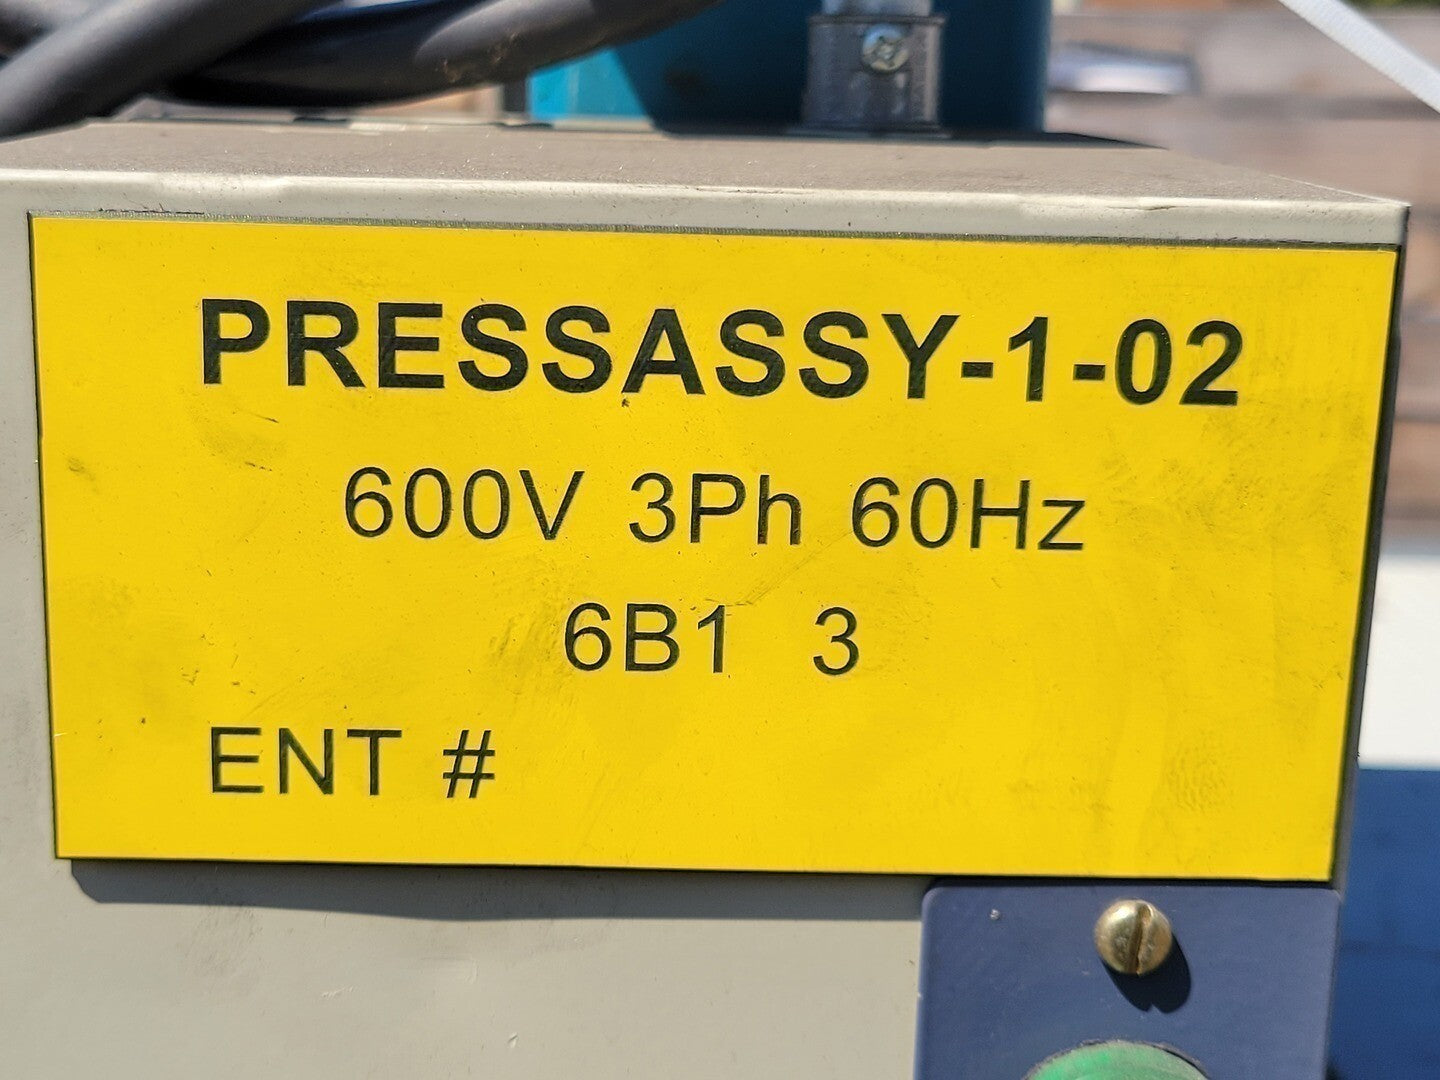 PRESSASSY-1-02
600V 3Ph 60Hz
6B1 3
ENT #